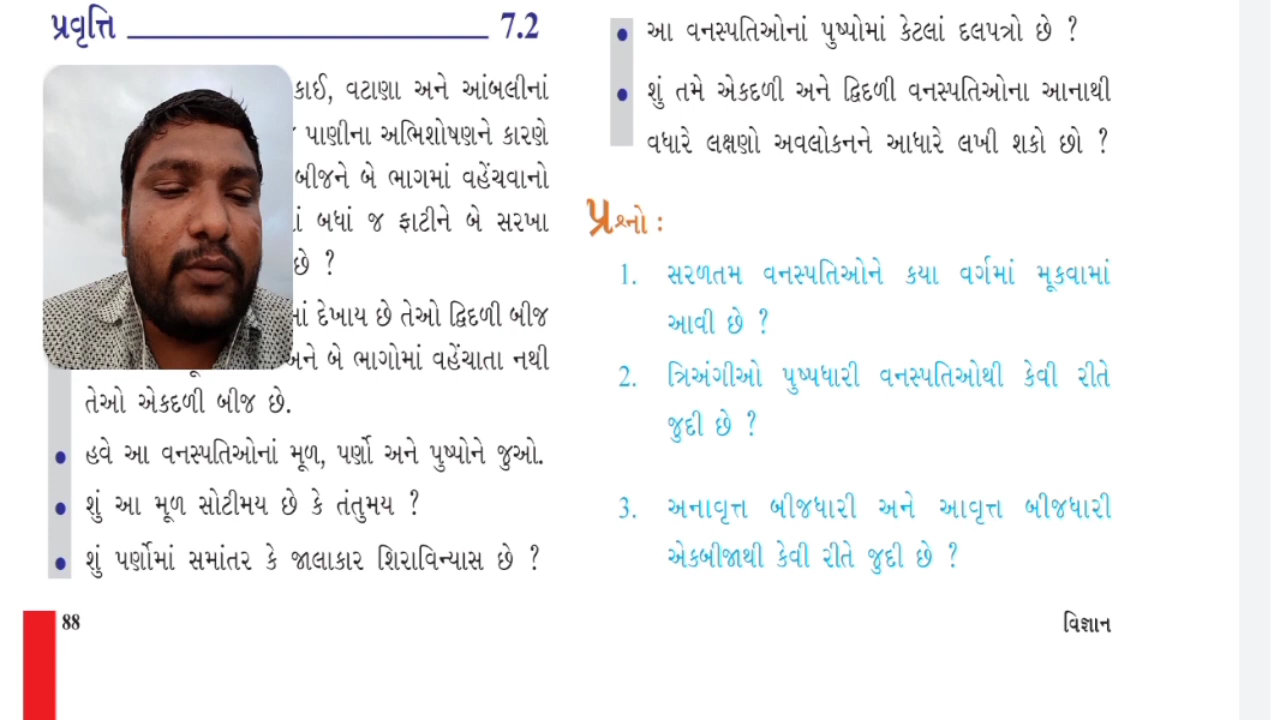 પ્રવૃત્તિ 7.2
કાઈ, વટાણા અને આંબલીનાં
પાણીના અભિશોષણને કારણે
બીજને બે ભાગમાં વહેંચવાનો
બધાં જ ફાટીને બે સરખા
છે ?
દેખાય છે તેઓ દ્વિદળી બીજ
અને બે ભાગોમાં વહેંચાતા નથી
તેઓ એકદળી બીજ છે.
• હવે આ વનસ્પતિઓનાં મૂળ, પર્ણો અને પુષ્પોને જુઓ.
• શું આ મૂળ સોટીમય છે કે તંતુમય ?
• શું પર્ણોમાં સમાંતર કે જાલાકાર શિરાવિન્યાસ છે ?
• આ વનસ્પતિઓનાં પુષ્પોમાં કેટલાં દલપત્રો છે ?
• શું તમે એકદળી અને દ્વિદળી વનસ્પતિઓના આનાથી
વધારે લક્ષણો અવલોકનને આધારે લખી શકો છો ?
પ્રશ્નો :
1. સરળતમ વનસ્પતિઓને કયા વર્ગમાં મૂકવામાં
આવી છે ?
2. ત્રિઅંગીઓ પુષ્પધારી વનસ્પતિઓથી કેવી રીતે
જુદી છે ?
3. અનાવૃત્ત બીજધારી અને આવૃત્ત બીજધારી
એકબીજાથી કેવી રીતે જુદી છે ?
88
વિજ્ઞાન